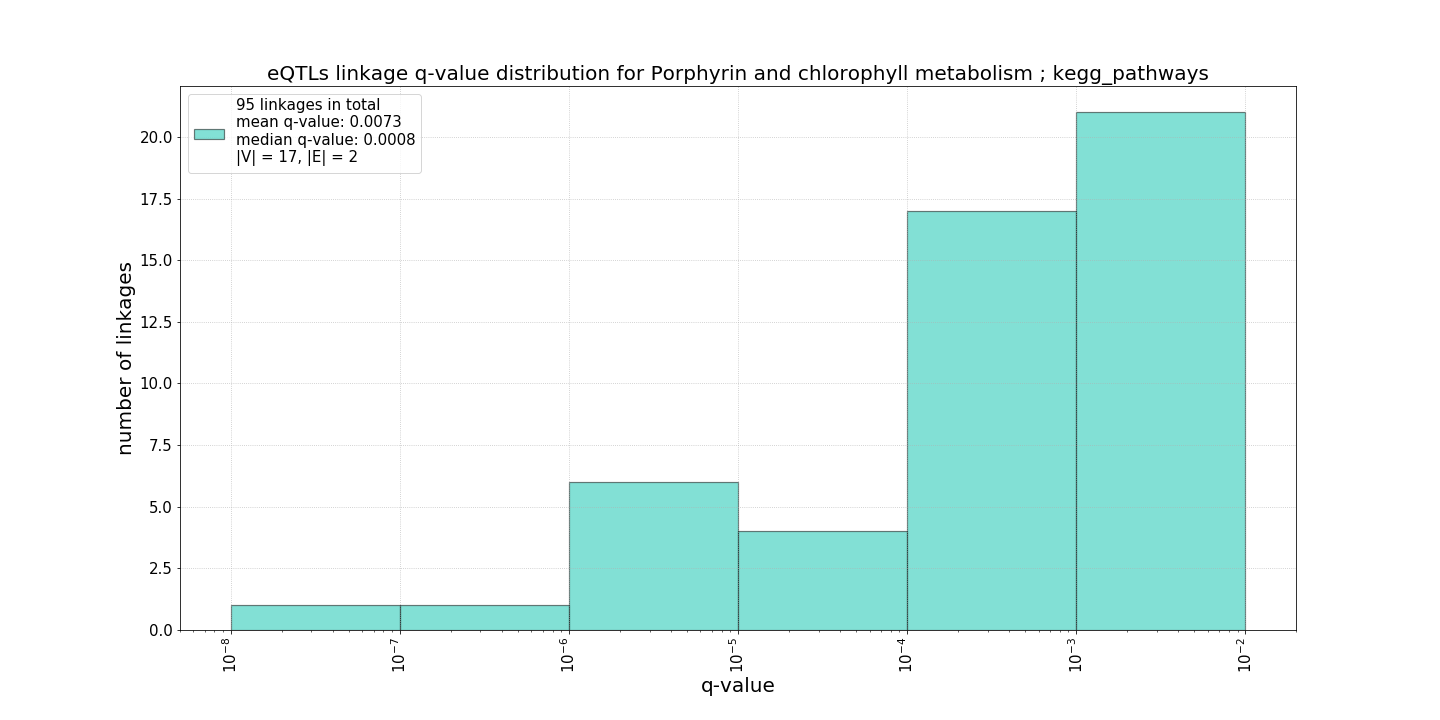 eQTLs linkage q-value distribution for Porphyrin and chlorophyll metabolism ; kegg_pathways
95 linkages in total
mean q-value: 0.0073
median q-value: 0.0008
|V| = 17, |E| = 2
number of linkages
20.0
17.5
15.0
12.5
10.0
7.5
5.0
2.5
0.0
10⁻⁸
10⁻⁷
10⁻⁶
10⁻⁵
10⁻⁴
10⁻³
10⁻²
q-value